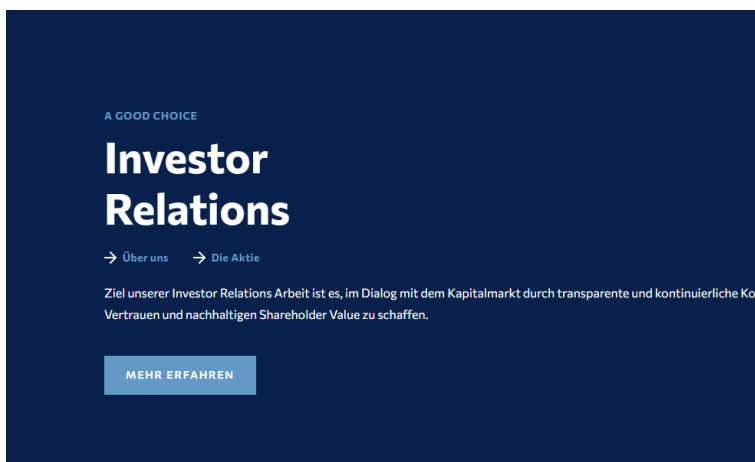 A GOOD CHOICE
Investor
Relations
Über uns Die Aktie
Ziel unserer Investor Relations Arbeit ist es, im Dialog mit dem Kapitalmarkt durch transparente und kontinuierliche
Vertrauen und nachhaltigen Shareholder Value zu schaffen.
MEHR ERFAHREN